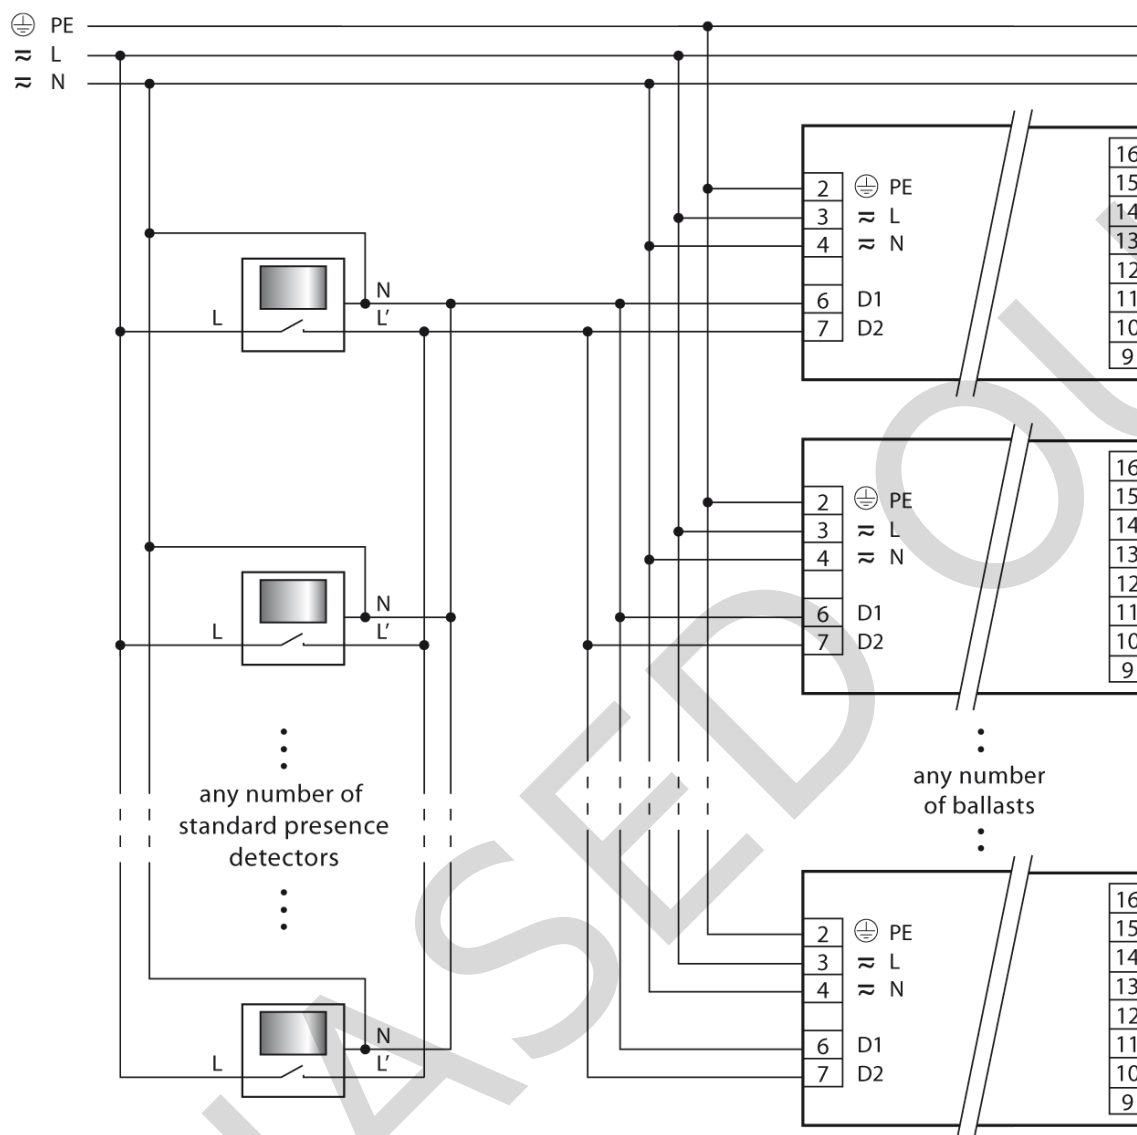 PE
L
N
2 PE
3 L
4 N
6 D1
7 D2
16
15
14
13
12
11
10
9
N
L L’
2 PE
3 L
4 N
6 D1
7 D2
16
15
14
13
12
11
10
9
N
L L’
any number of
standard presence
detectors
any number
of ballasts
2 PE
3 L
4 N
6 D1
7 D2
16
15
14
13
12
11
10
9
N
L L’
ASED OU